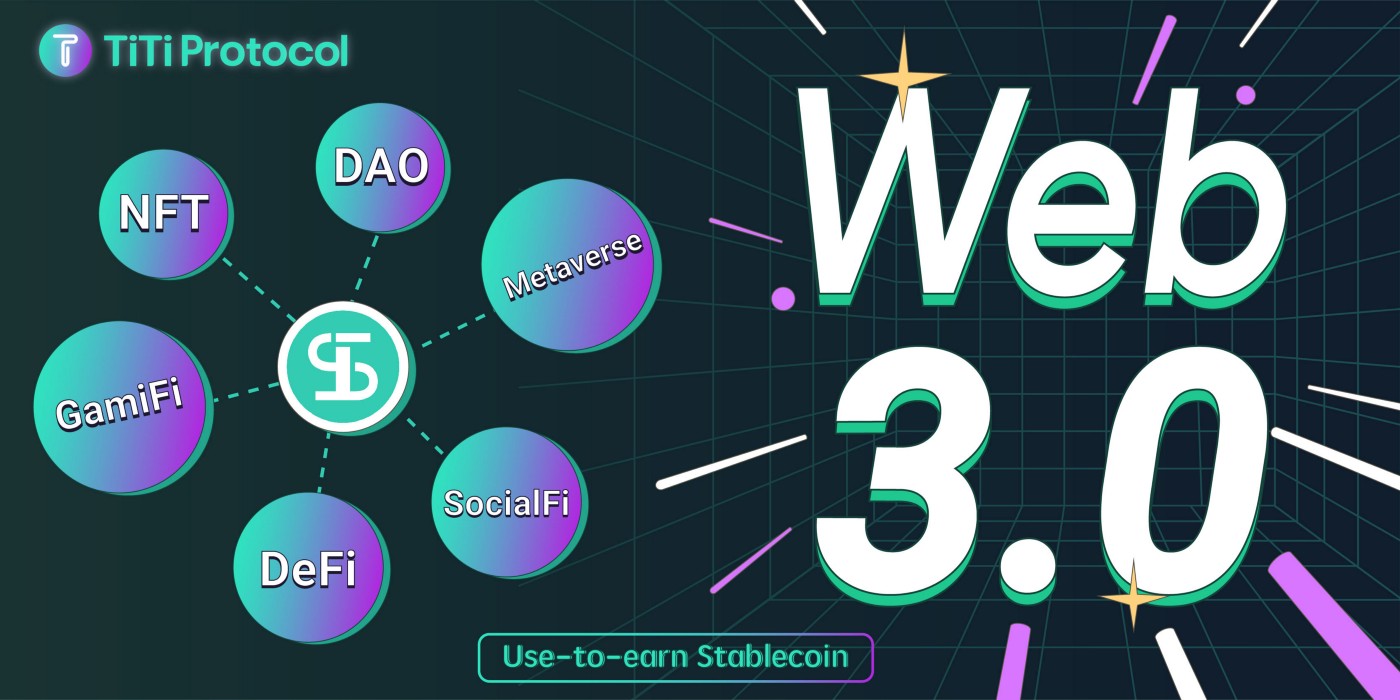 TiTi Protocol
NFT
DAO
Metaverse
GamiFi
SocialFi
DeFi
Web
3.0
Use-to-earn Stablecoin